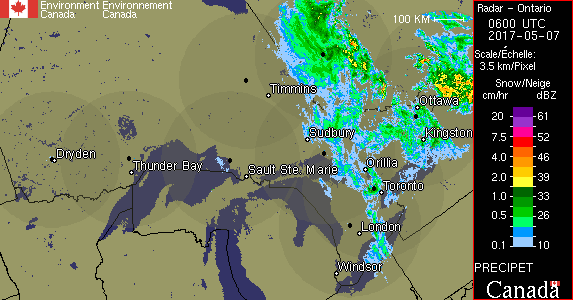 Environment Environnement
Canada Canada
100 KM
Timmins
Ottawa
Sudbury
Kingston
Dryden
Thunder Bay
Sault Ste. Marie
Orillia
Toronto
London
Windsor
Radar - Ontario
0600 UTC
2017-05-07
Scale/Échelle:
3.5 km/Pixel
Snow/Neige
cm/hr dBZ
20 61
7.5 52
4.0 46
2.0 39
1.0 33
0.5 26
0.1 10
PRECIPET
Canada